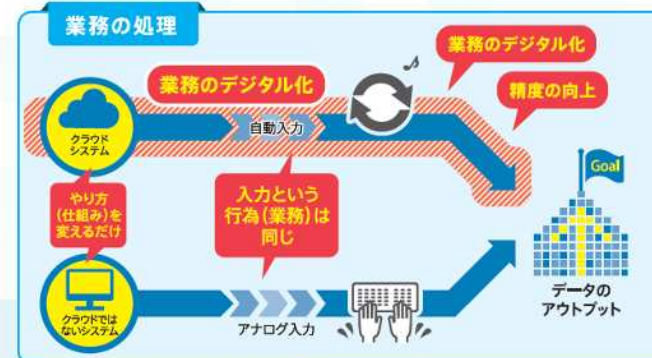 業務の処理
業務のデジタル化
業務のデジタル化
精度の向上
クラウド
システム
自動入力
Goal
やり方
(仕組み)を
変えるだけ
入力という
行為(業務)は
同じ
クラウドでは
ないシステム
アナログ入力
データの
アウトプット